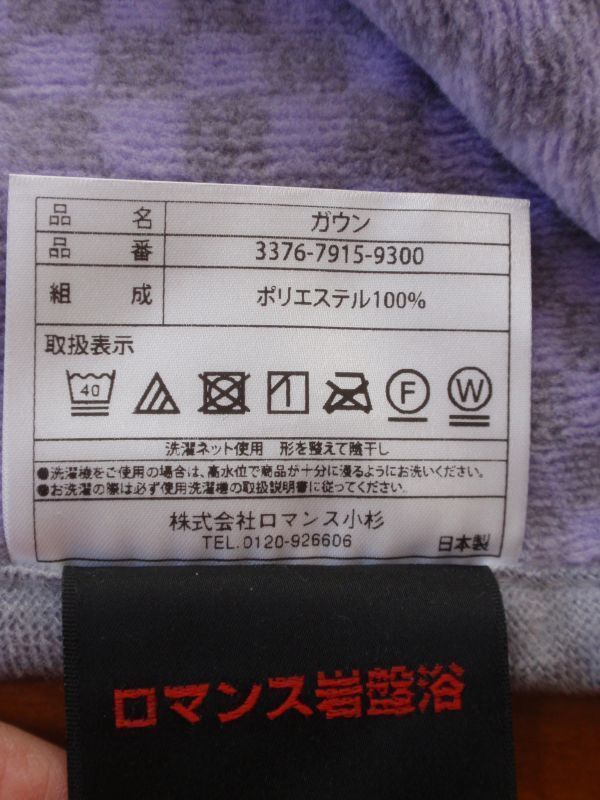 品名 ガウン
品番 3376-7915-9300
組成 ポリエステル100%
取扱表示
40 F W
洗濯ネット使用 形を整えて陰干し
●洗濯機をご使用の場合は、高水位で商品が十分に浸るようにお洗いください。
●お洗濯の際は必ず使用洗濯機の取扱説明書に従ってください。
株式会社ロマンス小杉
TEL.0120-926606
日本製
ロマンス岩盤浴